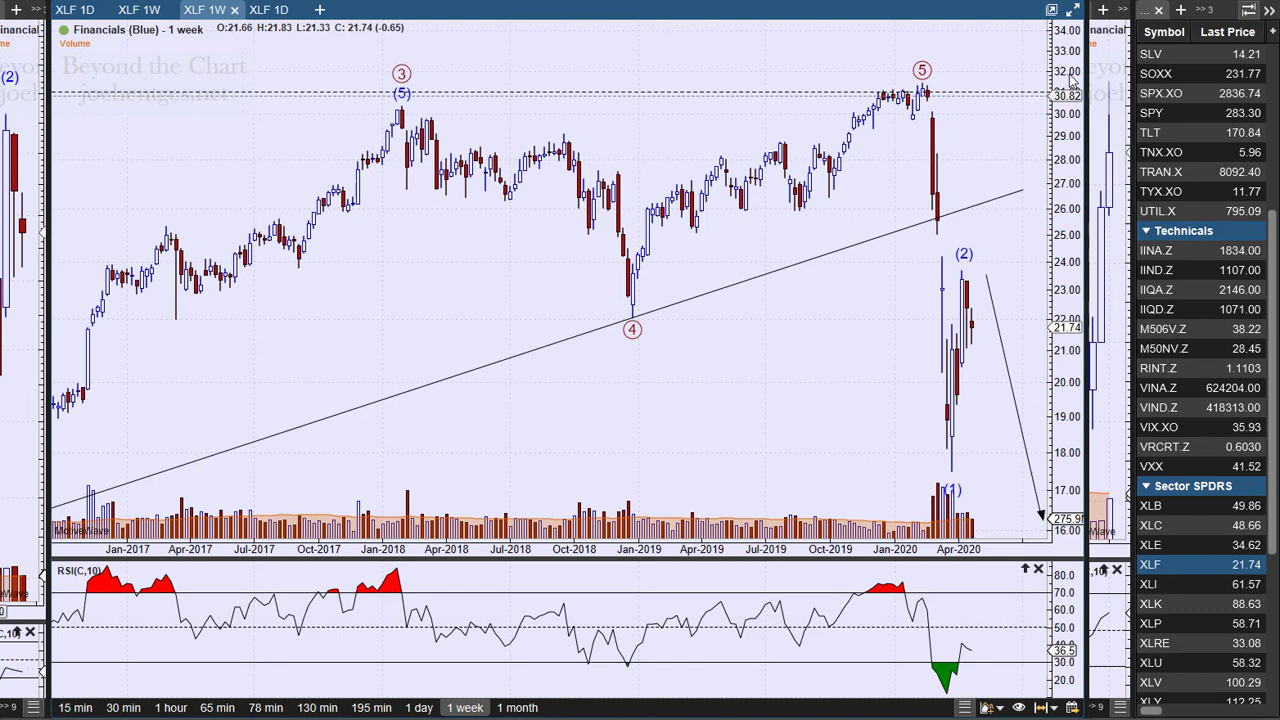 XLF 1D
XLF 1W
XLF 1W
XLF 1D
Financials (Blue) - 1 week
O:21.66 H:21.83 L:21.33 C: 21.74 (-0.65)
Volume
Beyond the Chart
joelhenges.net
inancial
(2)
0
3
(5)
4
5
(1)
(2)
34.00
33.00
32.00
30.82
30.00
29.00
28.00
27.00
26.00
25.00
24.00
23.00
22.00
21.74
21.00
20.00
19.00
18.00
17.00
275.9
16.00
MotiveWave
Jan-2017
Apr-2017
Jul-2017
Oct-2017
Jan-2018
Apr-2018
Jul-2018
Oct-2018
Jan-2019
Apr-2019
Jul-2019
Oct-2019
Jan-2020
Apr-2020
RSI(C,10)
80.0
70.0
60.0
50.0
40.0
36.5
30.0
20.0
15 min
30 min
1 hour
65 min
78 min
130 min
195 min
1 day
1 week
1 month
9
3
Symbol Last Price
SLV 14.21
SOXX 231.77
SPX.XO 2836.74
SPY 283.30
TLT 170.84
TNX.XO 5.96
TRAN.X 8092.40
TYX.XO 11.77
UTIL.X 795.09
Technicals
IINA.Z 1834.00
IIND.Z 1107.00
IIQA.Z 2146.00
IIQD.Z 1071.00
M506V.Z 38.22
M50NV.Z 28.45
RINT.Z 1.1103
VINA.Z 624204.00
VIND.Z 418313.00
VIX.XO 35.93
VRCRT.Z 0.6030
VXX 41.52
Sector SPDRS
XLB 49.86
XLC 48.66
XLE 34.62
XLF 21.74
XLI 61.57
XLK 88.63
XLP 58.71
XLRE 33.08
XLU 58.32
XLV 100.29